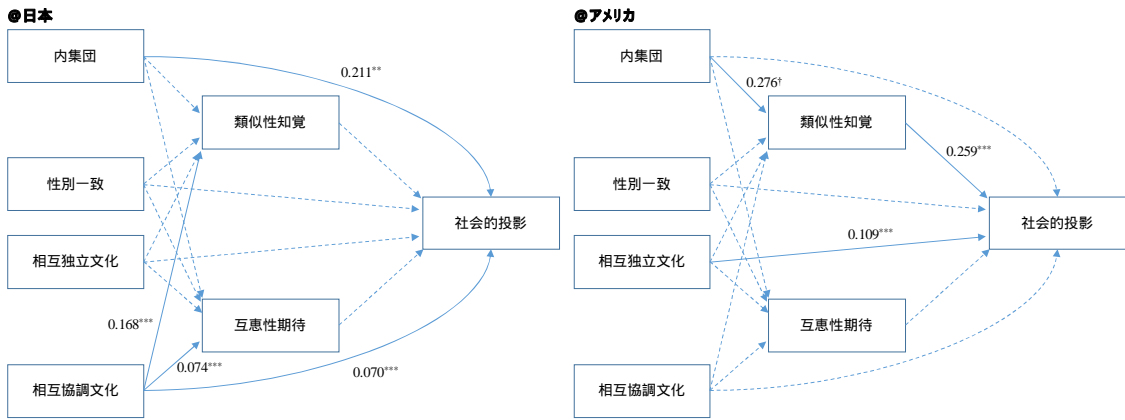 @日本
内集団
0.211**
類似性知覚
性別一致
社会的投影
相互独立文化
互恵性期待
0.168***
0.074***
0.070***
相互協調文化
@アメリカ
内集団
0.276†
類似性知覚
0.259***
性別一致
社会的投影
0.109***
相互独立文化
互恵性期待
相互協調文化